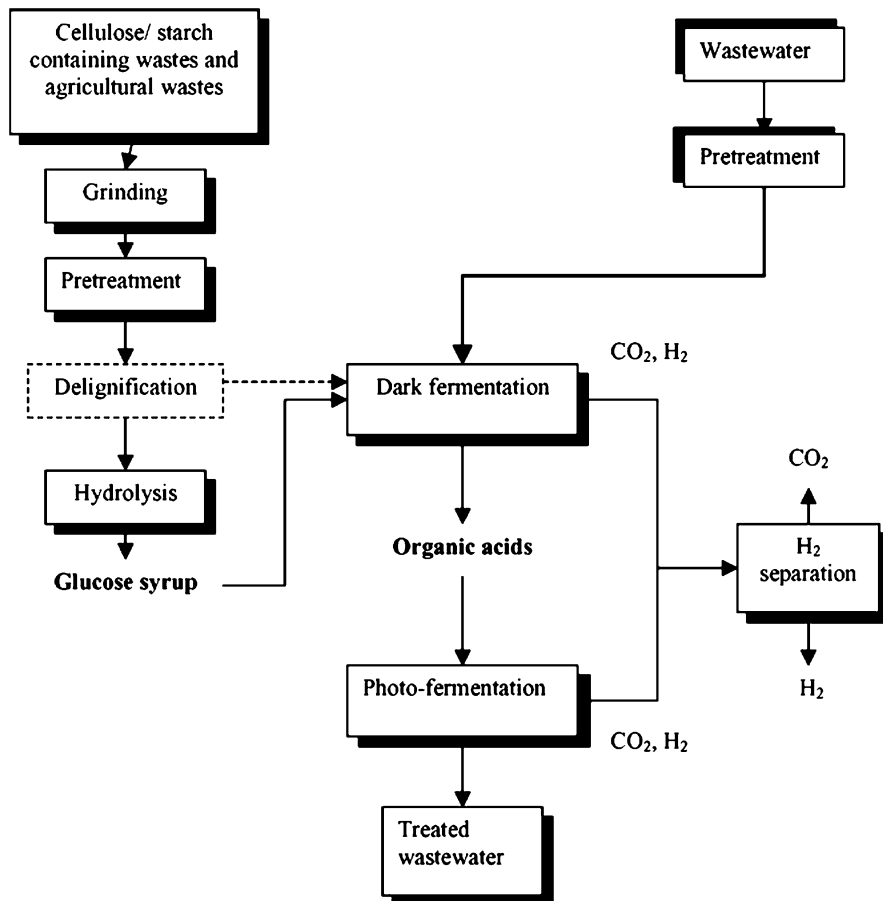 Cellulose/ starch
containing wastes and
agricultural wastes
Wastewater
Pretreatment
Grinding
Pretreatment
Delignification
Dark fermentation
CO₂, H₂
Hydrolysis
Glucose syrup
Organic acids
CO₂
H₂
separation
H₂
Photo-fermentation
CO₂, H₂
Treated
wastewater